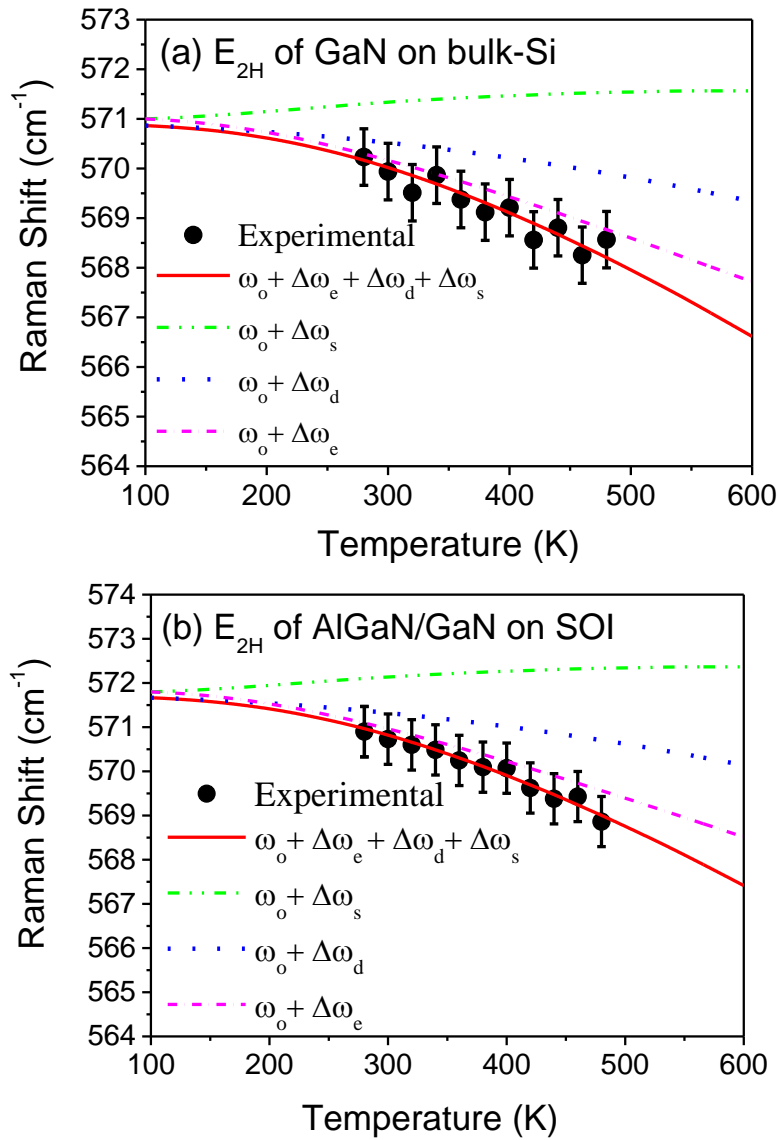 573
(a) E2H of GaN on bulk-Si
572
571
570
569
568
567
566
565
564
Raman Shift (cm-1)
Experimental
ωo+ Δωe+ Δωd+ Δωs
ωo+ Δωs
ωo+ Δωd
ωo+ Δωe
100 200 300 400 500 600
Temperature (K)
574
(b) E2H of AlGaN/GaN on SOI
573
572
571
570
569
568
567
566
565
564
Raman Shift (cm-1)
Experimental
ωo+ Δωe+ Δωd+ Δωs
ωo+ Δωs
ωo+ Δωd
ωo+ Δωe
100 200 300 400 500 600
Temperature (K)